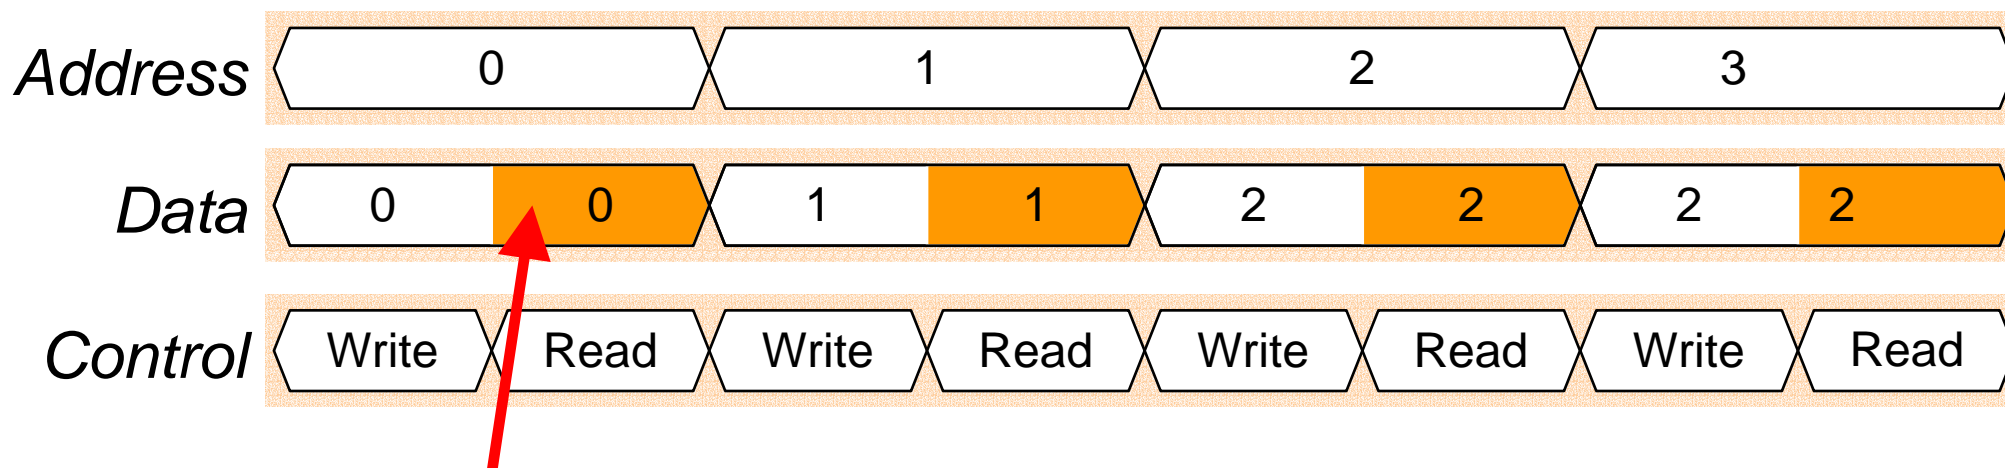 Address 0 1 2 3
Data 0 0 1 1 2 2 2 2
Control Write Read Write Read Write Read Write Read